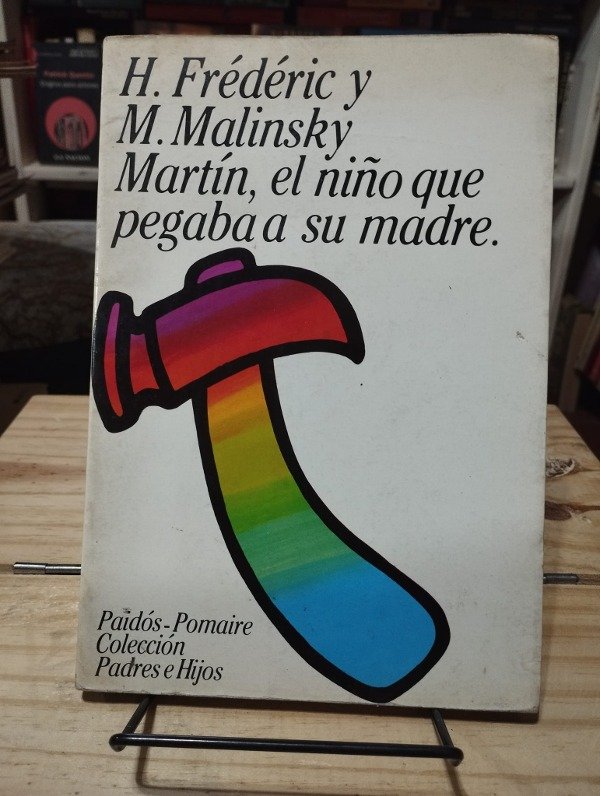 H. Frédéric y
M. Malinsky
Martín, el niño que
pegaba a su madre.
Paidós-Pomaire
Colección
Padres e Hijos